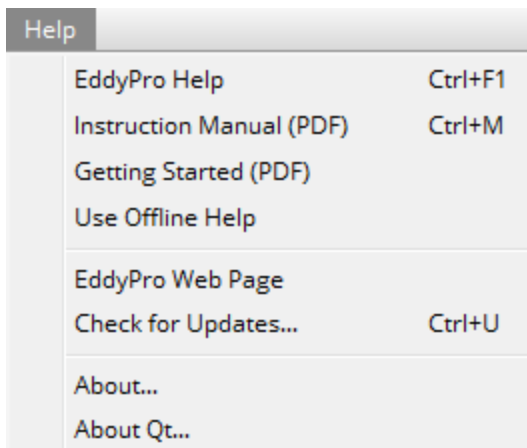 Help
EddyPro Help Ctrl+F1
Instruction Manual (PDF) Ctrl+M
Getting Started (PDF)
Use Offline Help
EddyPro Web Page
Check for Updates... Ctrl+U
About...
About Qt...